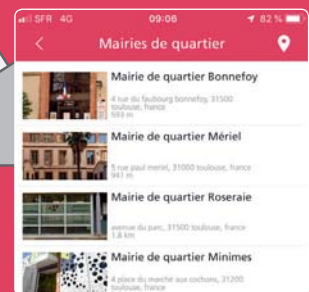 SFR 4G 09:06 82 %
Mairies de quartier
Mairie de quartier Bonnefoy
4 rue du faubourg bonnefoy, 31500
toulouse, france
593 m
Mairie de quartier Mériel
5 rue paul meriel, 31000 toulouse, france
941 m
Mairie de quartier Roseraie
avenue du parc, 31500 toulouse, france
1.8 km
Mairie de quartier Minimes
4 place du marché aux cochons, 31200
toulouse, france